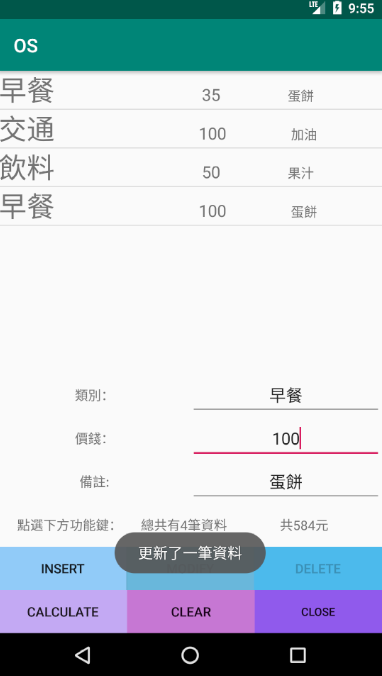 LTE 9:55
OS
早餐 35 蛋餅
交通 100 加油
飲料 50 果汁
早餐 100 蛋餅
類別: 早餐
價錢: 100
備註: 蛋餅
點選下方功能鍵: 總共有4筆資料 共584元
更新了一筆資料
INSERT DELETE
CALCULATE CLEAR CLOSE